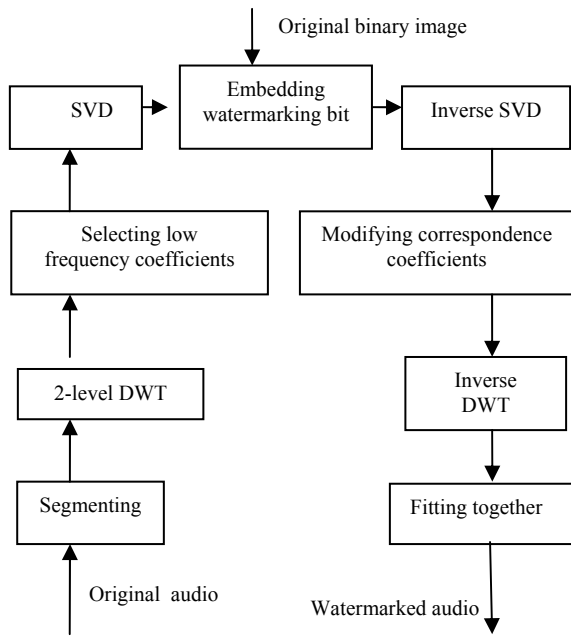 Original binary image
SVD
Embedding
watermarking bit
Inverse SVD
Selecting low
frequency coefficients
Modifying correspondence
coefficients
2-level DWT
Inverse
DWT
Segmenting
Fitting together
Original audio
Watermarked audio